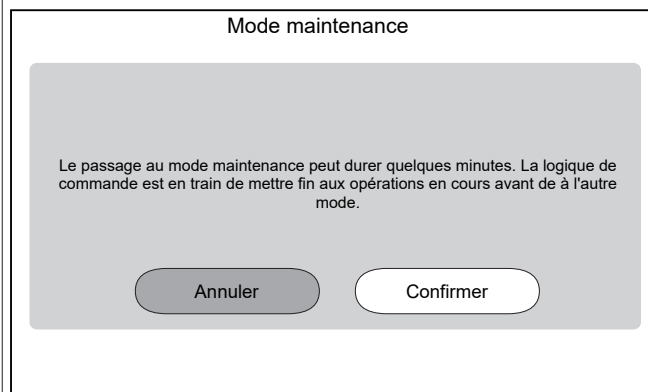 Mode maintenance
Le passage au mode maintenance peut durer quelques minutes. La logique de
commande est en train de mettre fin aux opérations en cours avant de à l'autre
mode.
Annuler
Confirmer